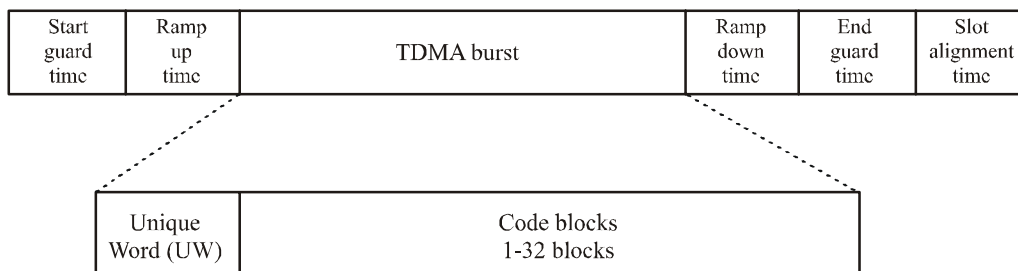 Start
guard
time
Ramp
up
time
TDMA burst
Ramp
down
time
End
guard
time
Slot
alignment
time
Unique
Word (UW)
Code blocks
1-32 blocks